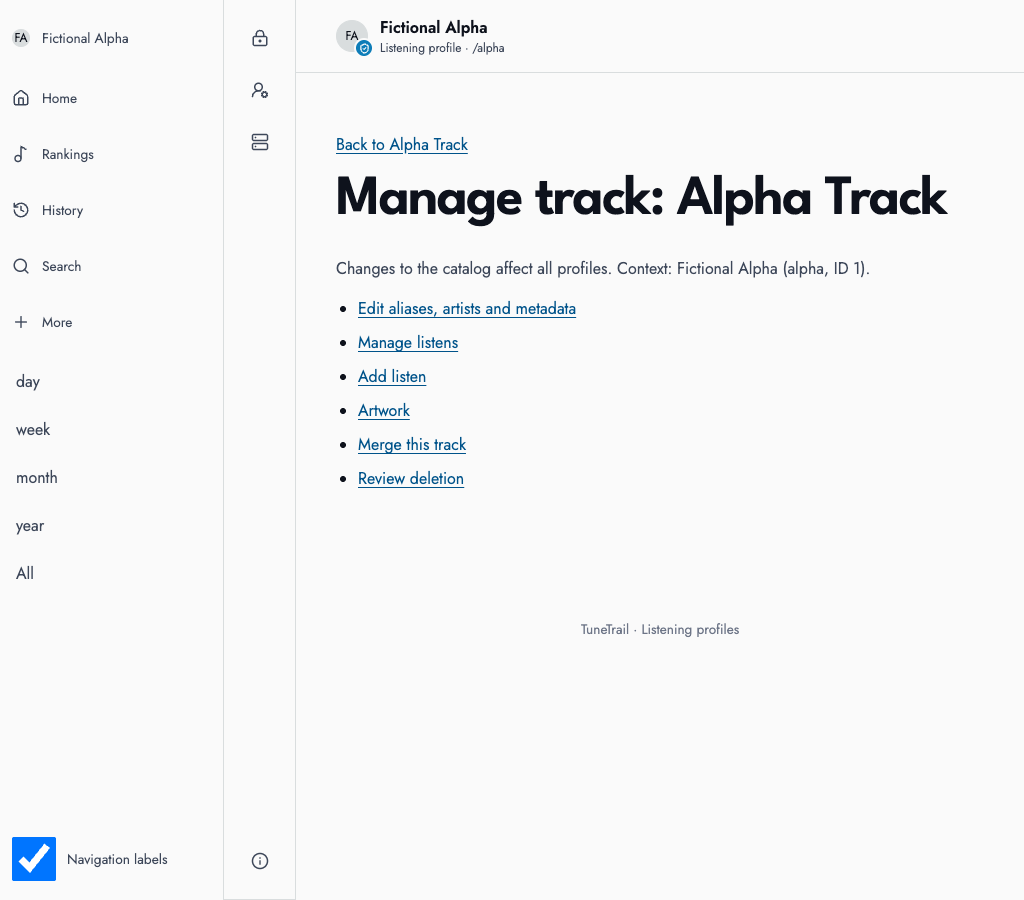 FA Fictional Alpha
Home
Rankings
History
Search
More
day
week
month
year
All
Navigation labels
FA
Fictional Alpha
Listening profile · /alpha
Back to Alpha Track
Manage track: Alpha Track
Changes to the catalog affect all profiles. Context: Fictional Alpha (alpha, ID 1).
Edit aliases, artists and metadata
Manage listens
Add listen
Artwork
Merge this track
Review deletion
TuneTrail · Listening profiles